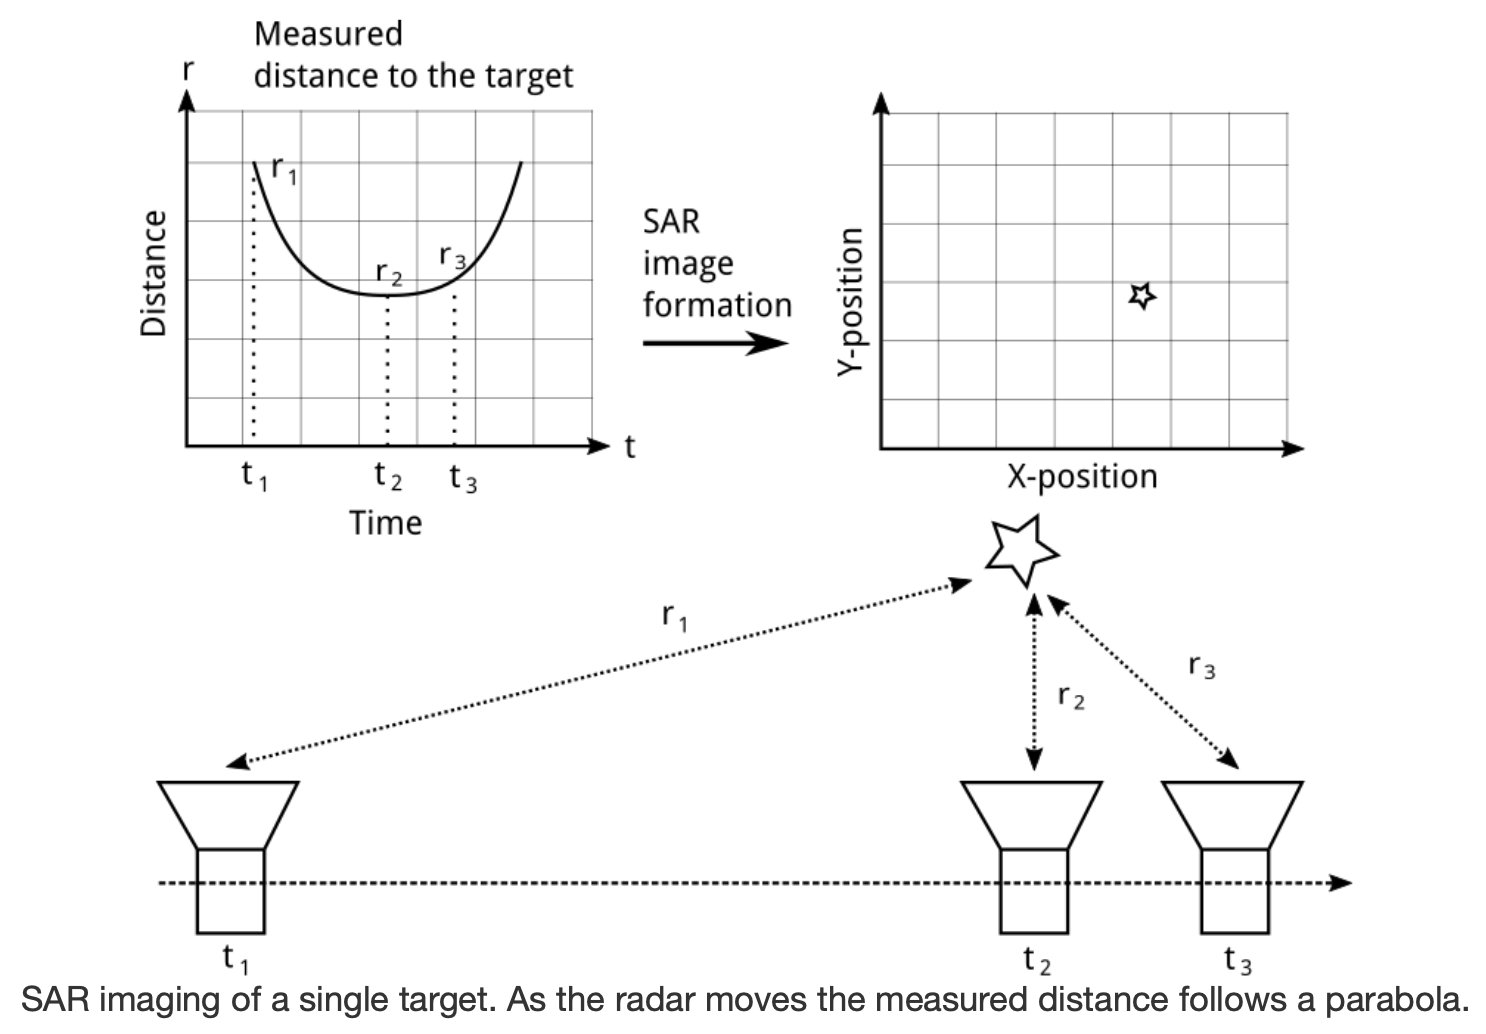 Measured
distance to the target
r
r1
r2
r3
Distance
t
t1
t2
t3
Time
SAR
image
formation
Y-position
X-position
r1
r2
r3
t1
t2
t3
SAR imaging of a single target. As the radar moves the measured distance follows a parabola.